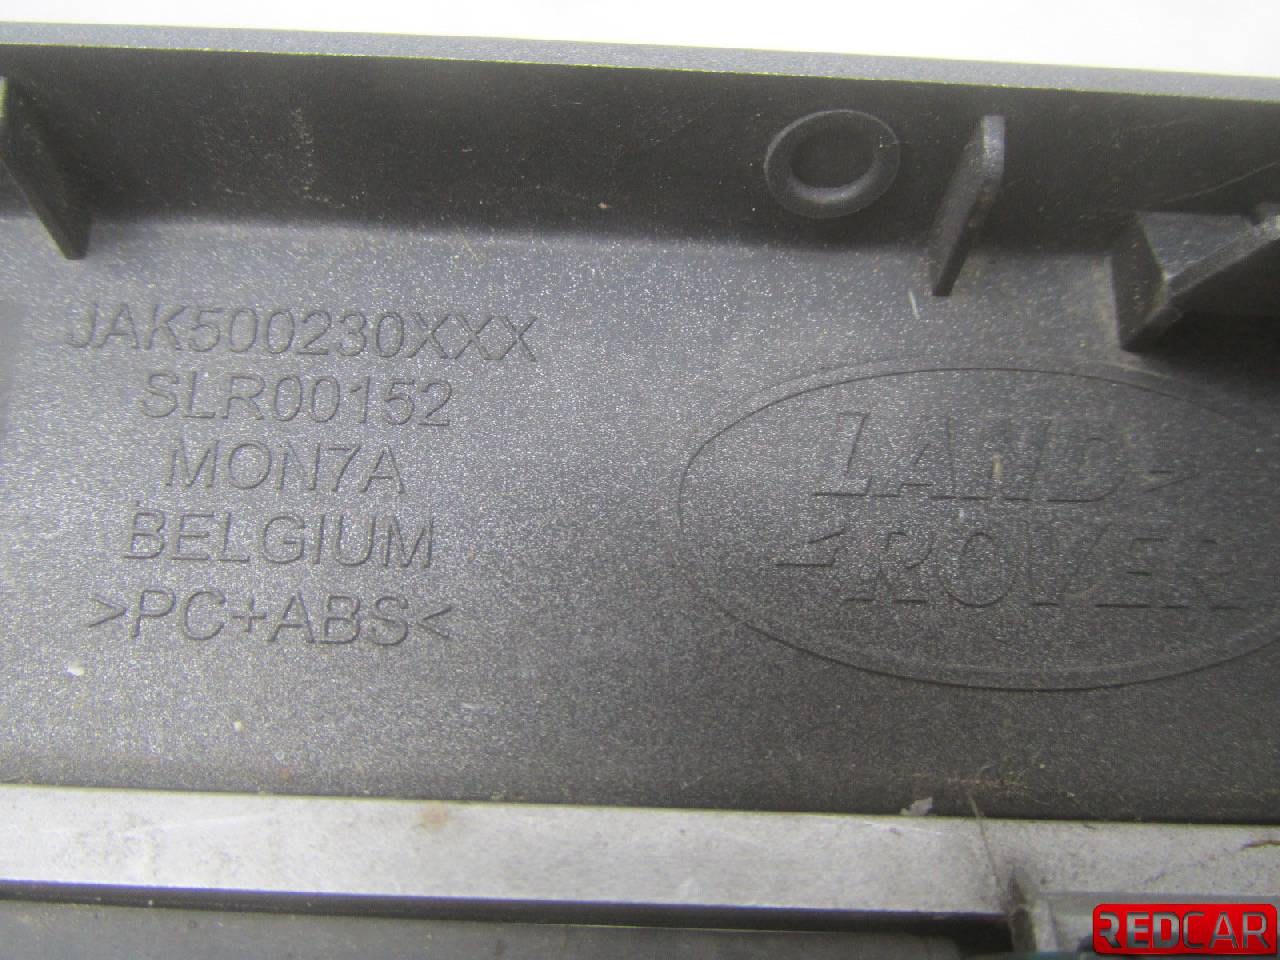 JAK500230XXX
SLR00152
MON7A
BELGIUM
>PC+ABS<
LAND
ROVER
REDCAR